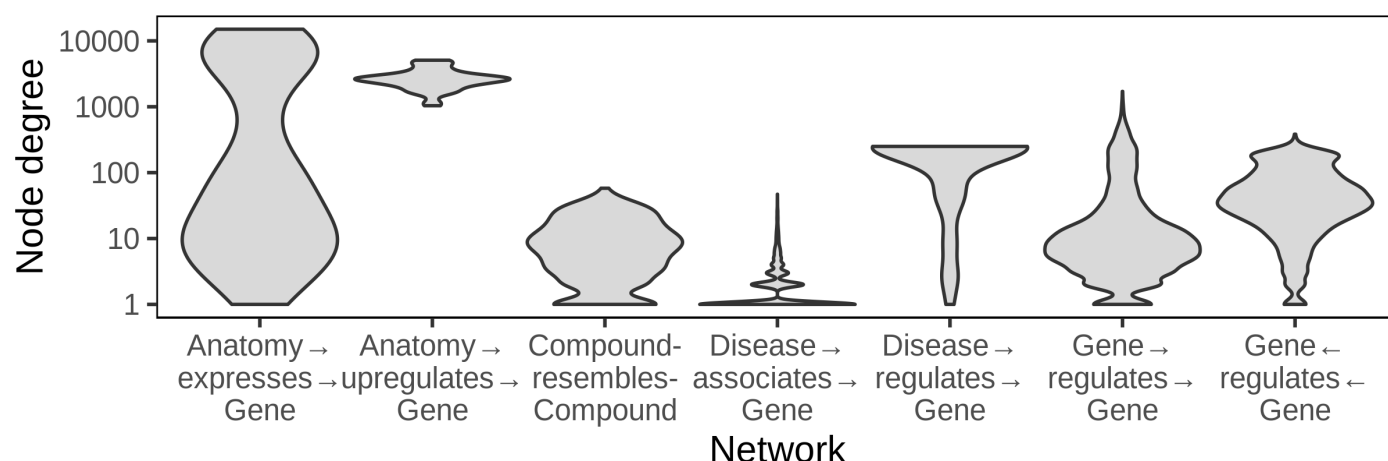 Node degree
10000
1000
100
10
1
Anatomy→
expresses→
Gene
Anatomy→
upregulates→
Gene
Compound-
resembles-
Compound
Disease→
associates→
Gene
Disease→
regulates→
Gene
Gene→
regulates→
Gene
Gene←
regulates←
Gene
Network